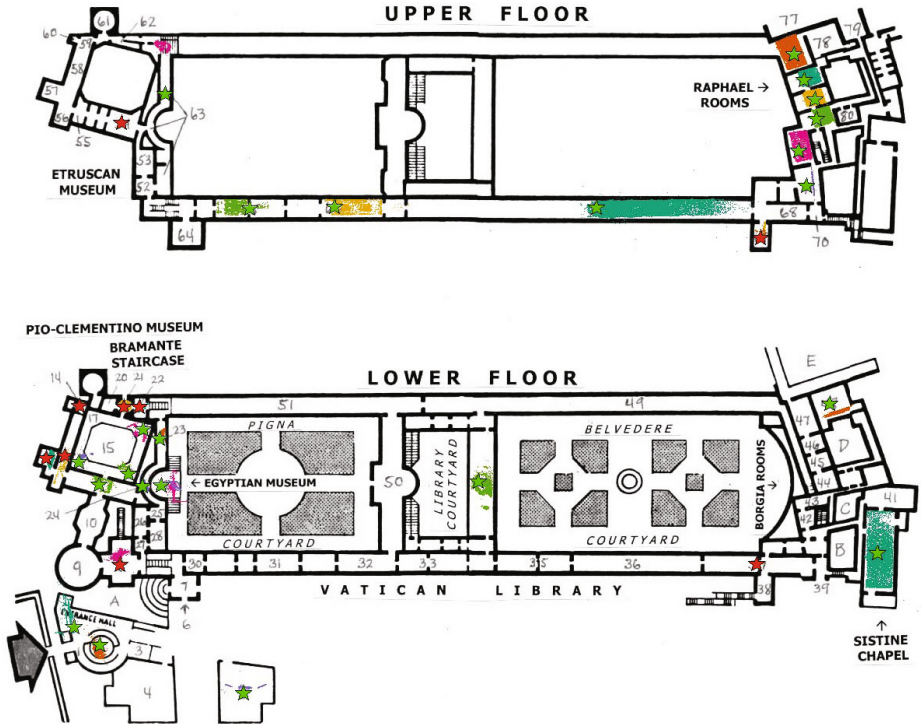 UPPER FLOOR
61
62
60
59
77
78
79
58
57
RAPHAEL →
ROOMS
56
55
63
80
53
ETRUSCAN
MUSEUM
52
64
68
70
PIO-CLEMENTINO MUSEUM
BRAMANTE
STAIRCASE
LOWER FLOOR
E
14
20
21
22
51
49
17
23
PIGNA
BELVEDERE
47
15
D
46
45
← EGYPTIAN MUSEUM
50
LIBRARY
COURTYARD
BORGIA ROOMS
→
44
43
41
24
10
25
26
28
42
C
COURTYARD
COURTYARD
B
9
30
31
32
33
35
36
38
39
A
7
VATICAN LIBRARY
6
ENTRANCE HALL
↑
SISTINE
CHAPEL
3
4